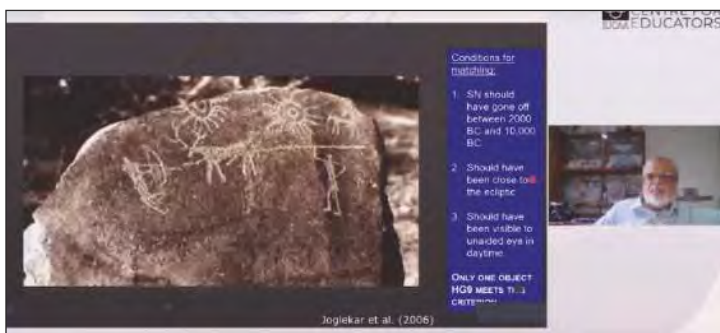 CENTRE FOR
EDUCATORS
Conditions for
matching:
1. SN should
have gone off
between 2000
BC and 10,000
BC
2 Should have
been close to
the ecliptic
3. Should have
been visible to
unaided eye in
daytime
ONLY ONE OBJECT
HG9 MEETS
Joglekar et al. (2006)